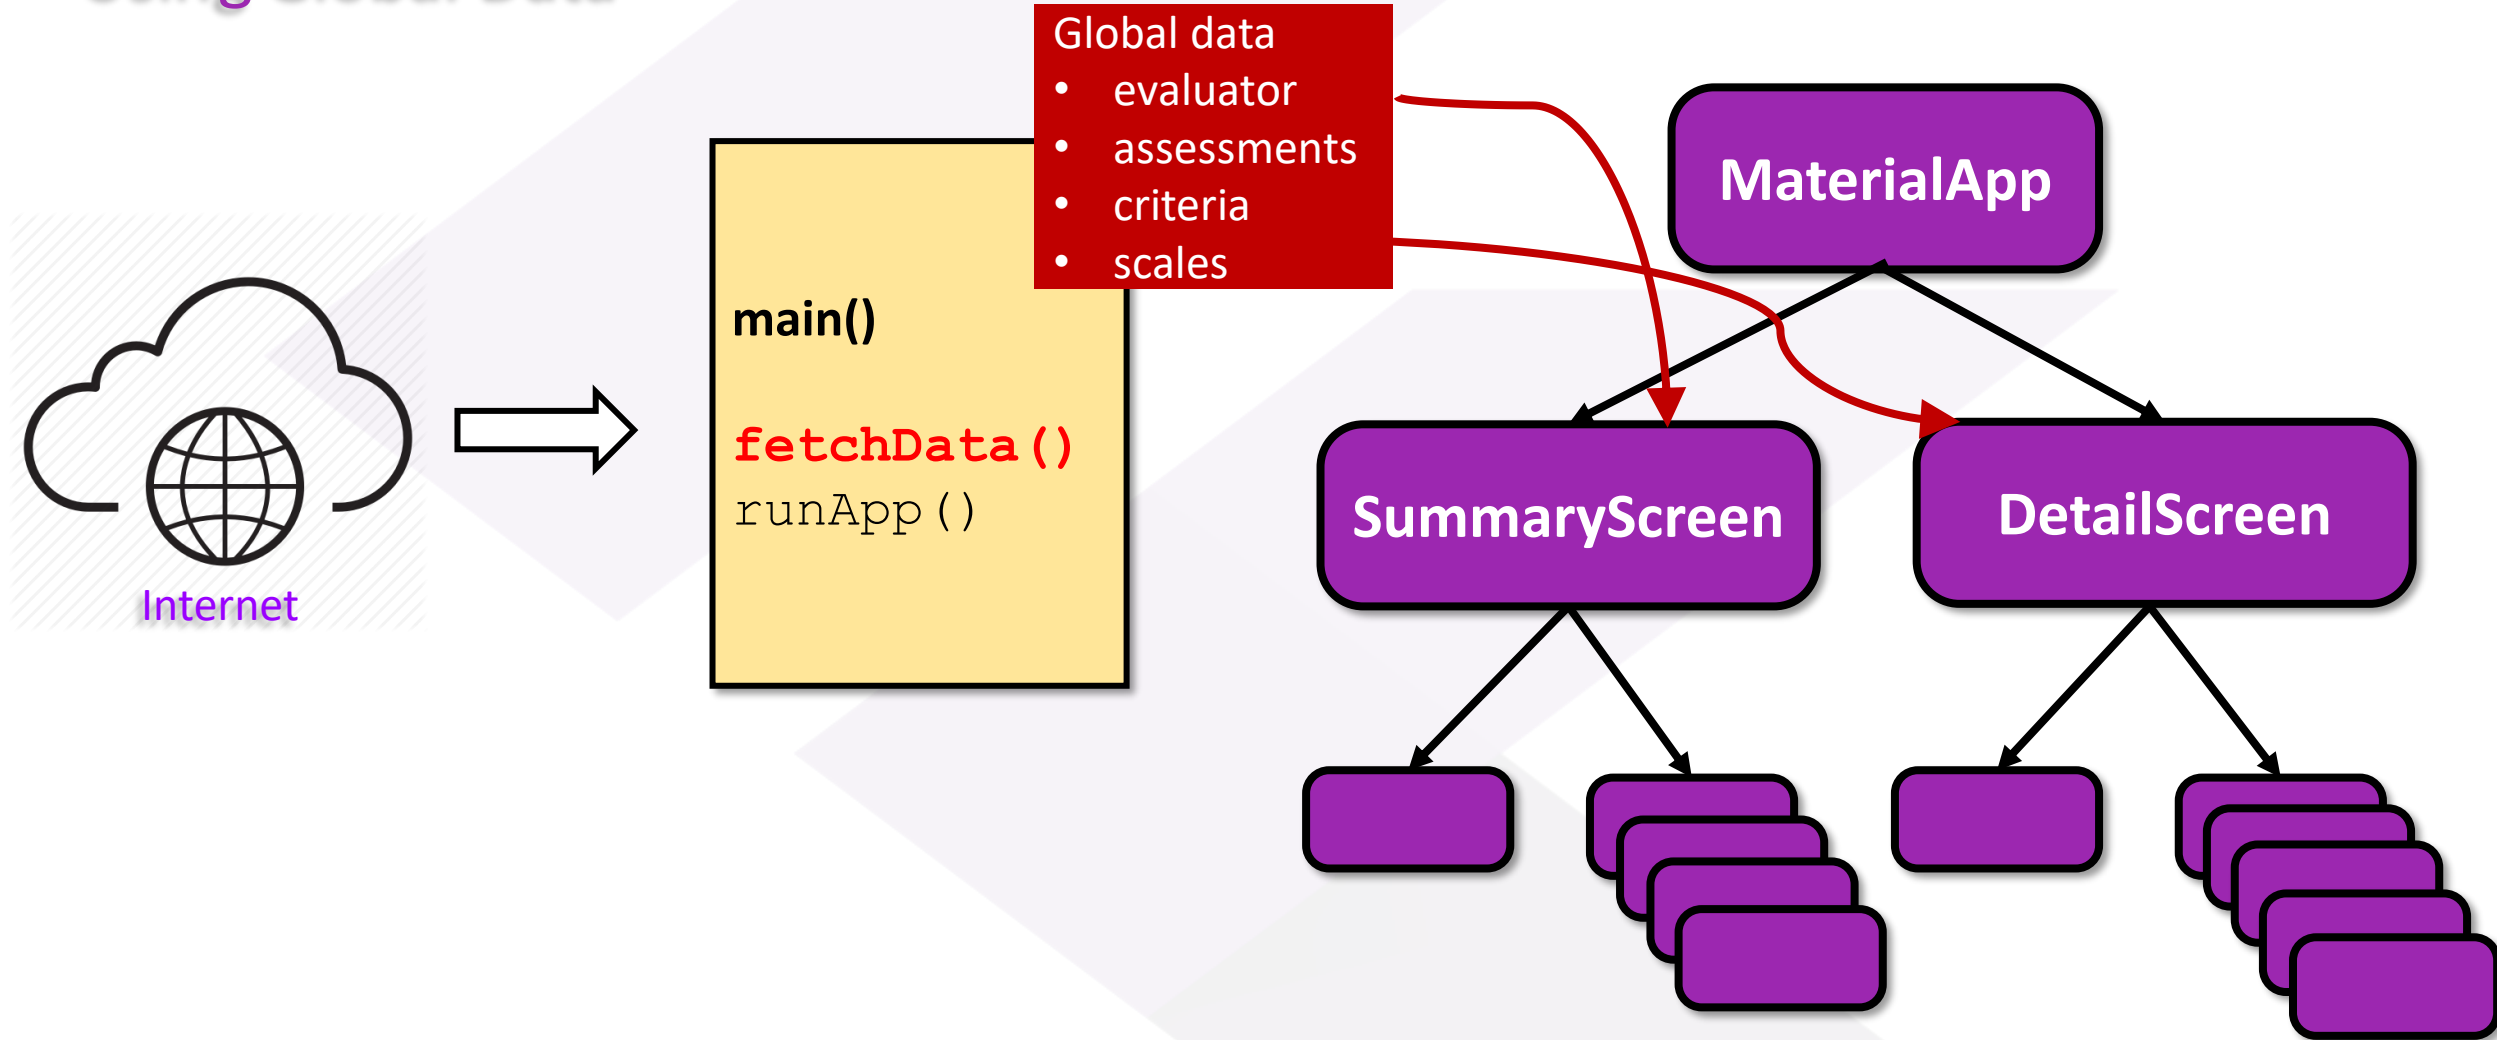 Global data
• evaluator
• assessments
• criteria
• scales
MaterialApp
main()
fetchData()
runApp()
SummaryScreen
DetailScreen
Internet